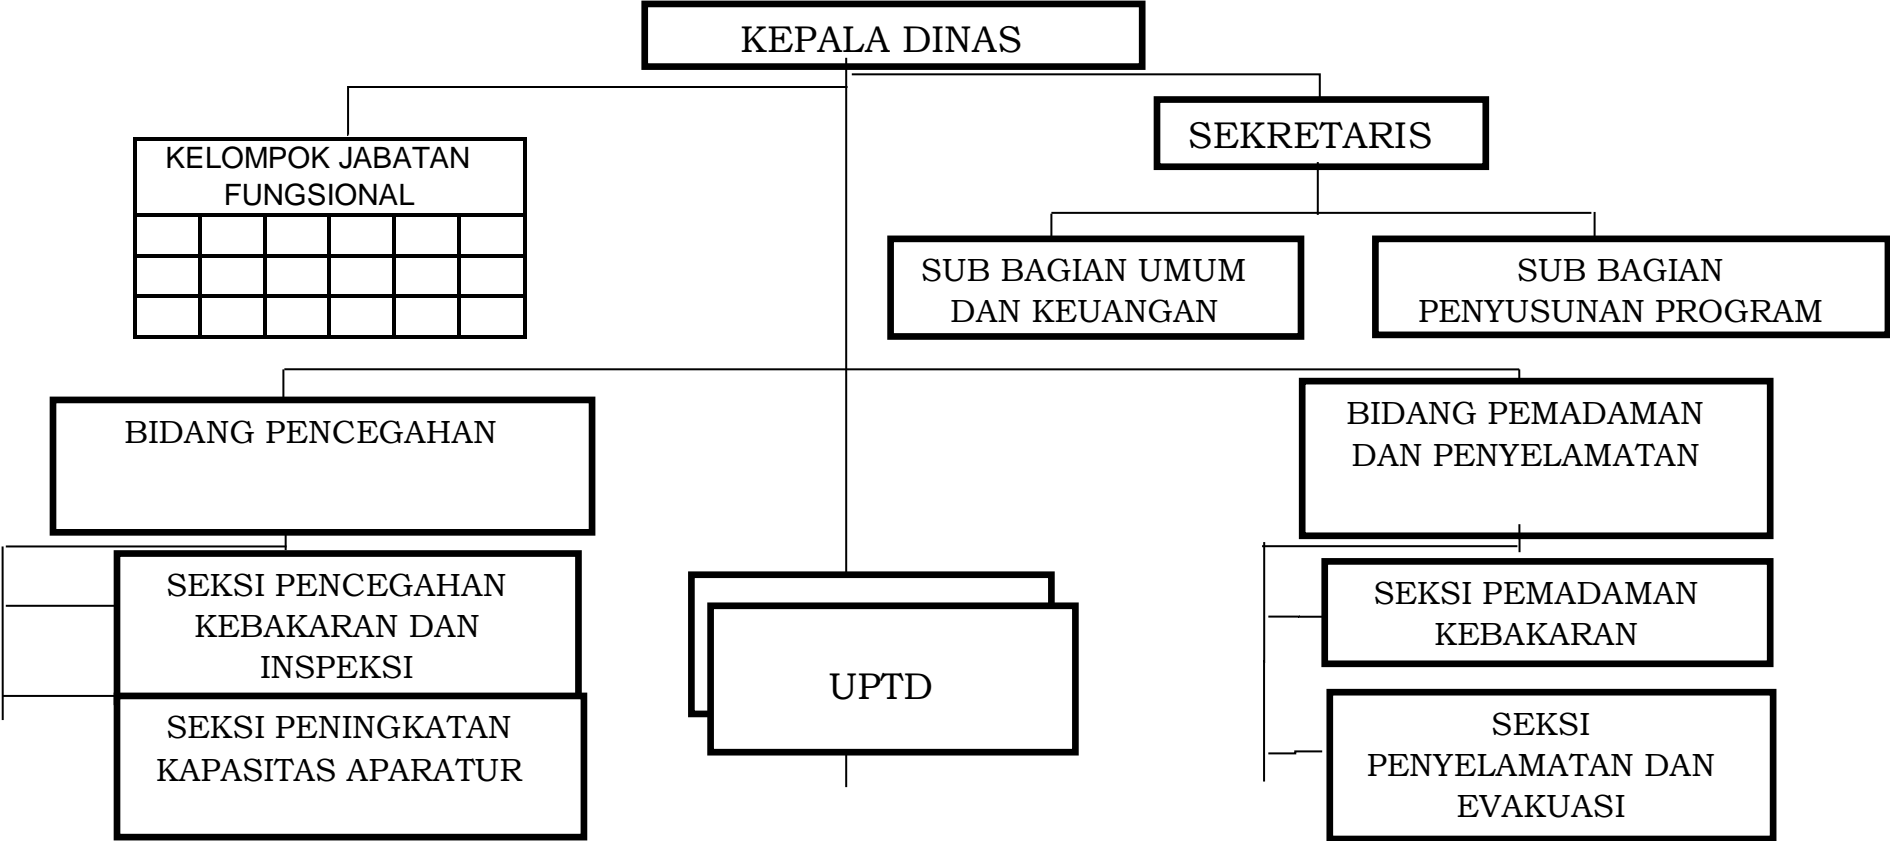 KEPALA DINAS
SEKRETARIS
KELOMPOK JABATAN
FUNGSIONAL
SUB BAGIAN UMUM
DAN KEUANGAN
SUB BAGIAN
PENYUSUNAN PROGRAM
BIDANG PENCEGAHAN
BIDANG PEMADAMAN
DAN PENYELAMATAN
SEKSI PENCEGAHAN
KEBAKARAN DAN
INSPEKSI
SEKSI PENINGKATAN
KAPASITAS APARATUR
UPTD
SEKSI PEMADAMAN
KEBAKARAN
SEKSI
PENYELAMATAN DAN
EVAKUASI